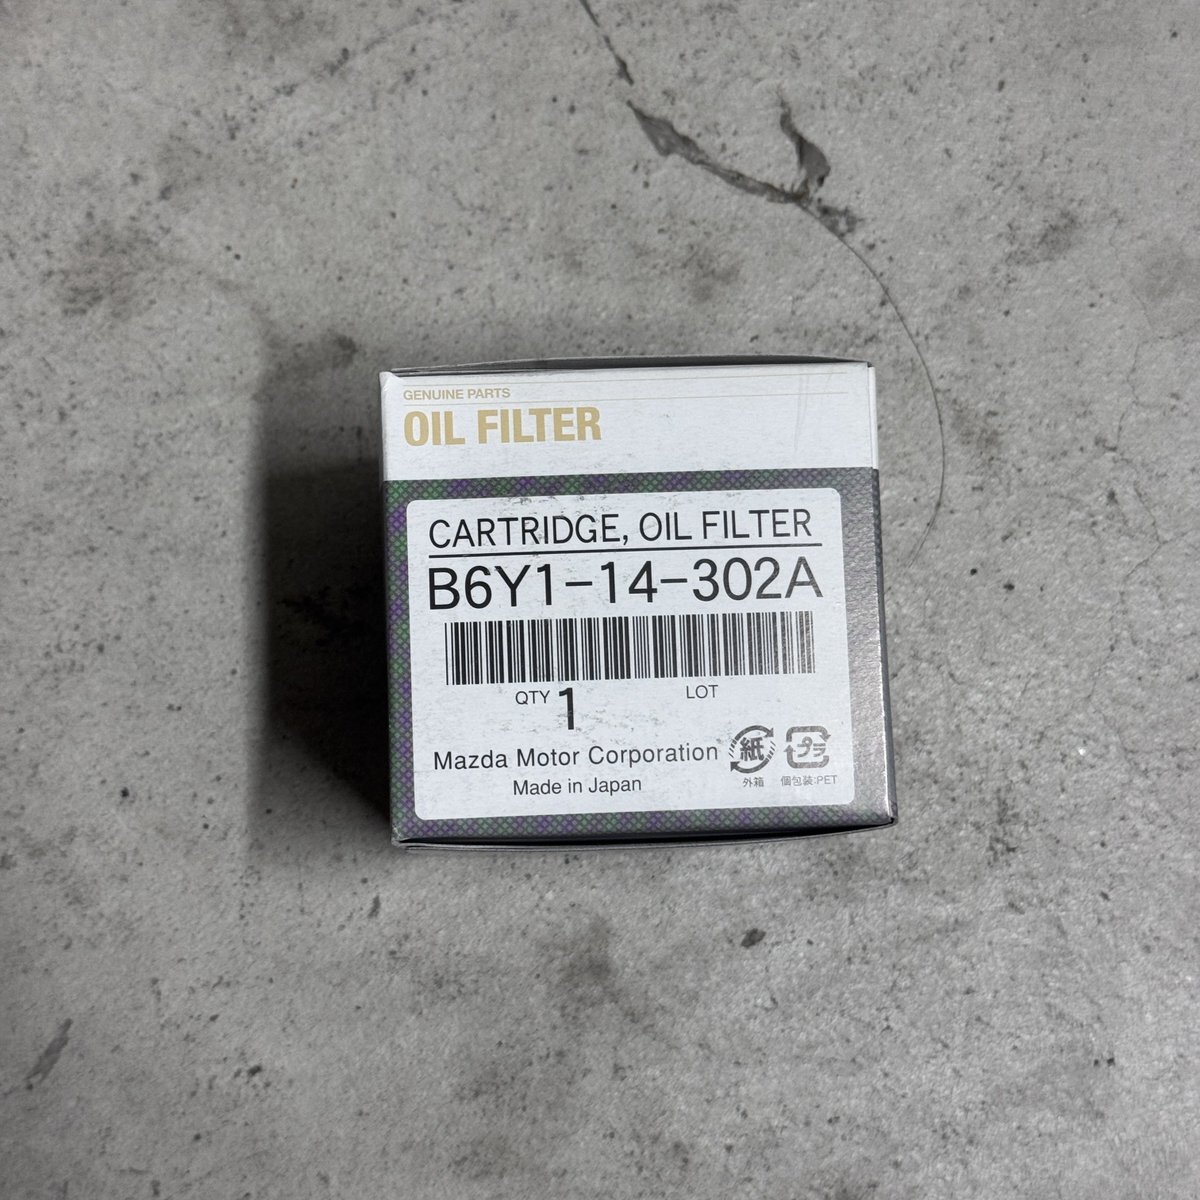 GENUINE PARTS
OIL FILTER
CARTRIDGE, OIL FILTER
B6Y1-14-302A
QTY 1 LOT
Mazda Motor Corporation
Made in Japan
紙 プラ
外箱 個包装:PET